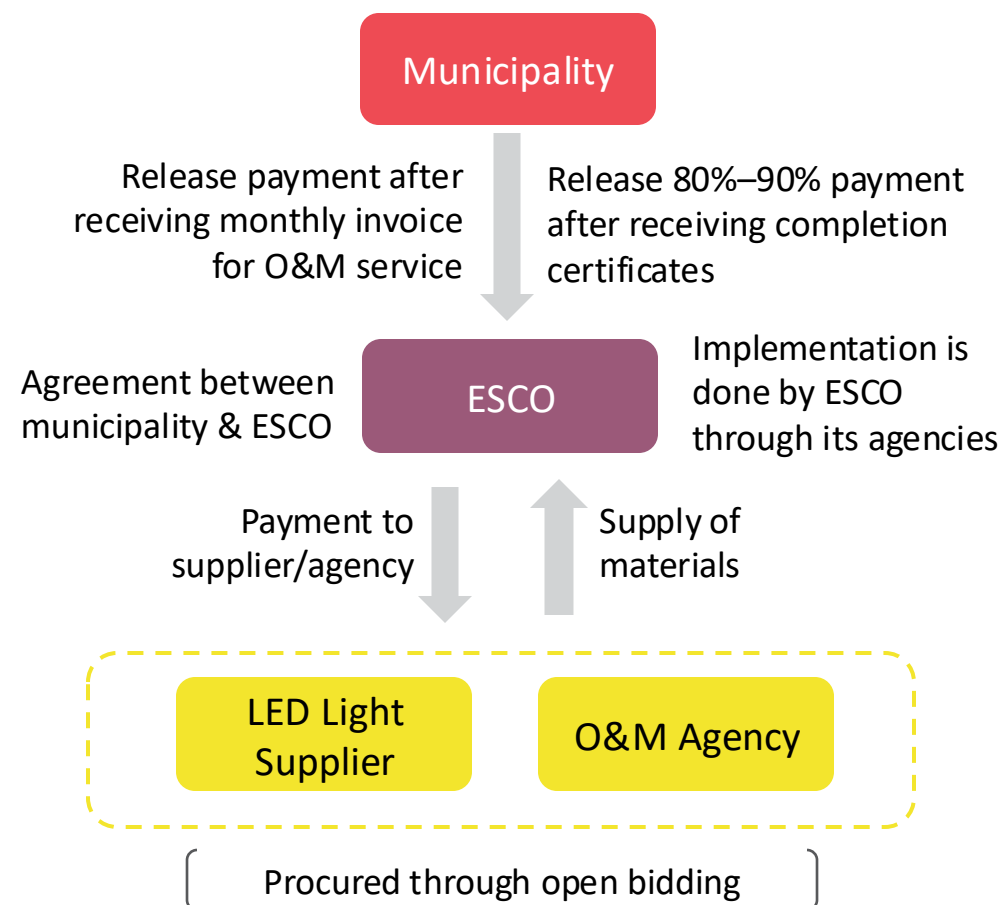 Municipality
Release payment after
receiving monthly invoice
for O&M service
Release 80%–90% payment
after receiving completion
certificates
Agreement between
municipality & ESCO
ESCO
Implementation is
done by ESCO
through its agencies
Payment to
supplier/agency
Supply of
materials
LED Light
Supplier
O&M Agency
Procured through open bidding